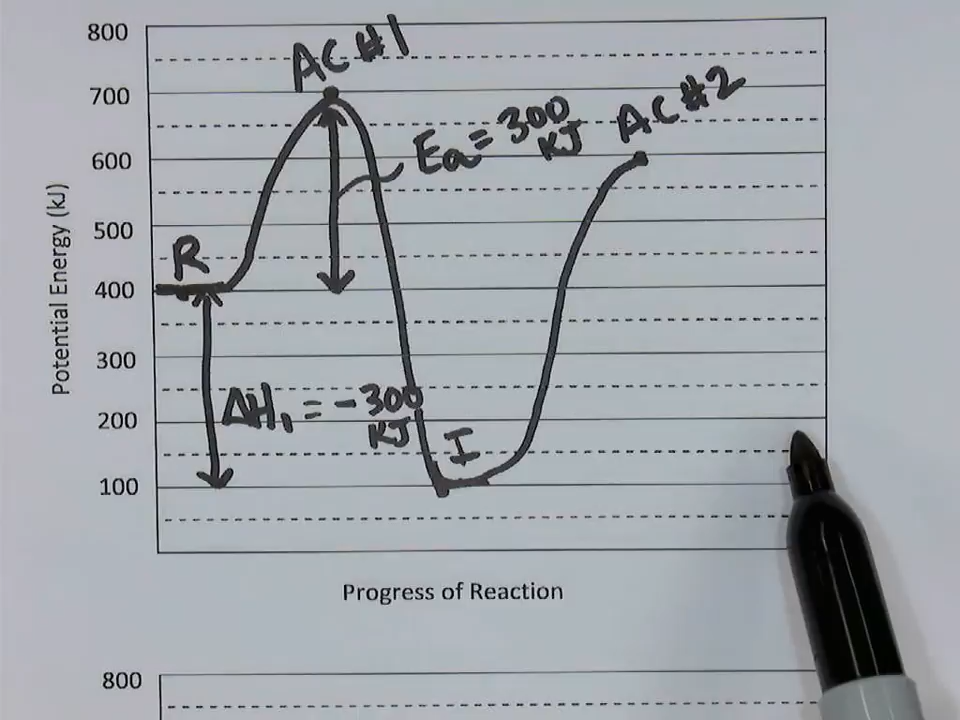 800
700
600
500
400
300
200
100
Potential Energy (kJ)
AC #1
Ea = 300
KJ
AC #2
R
ΔH₁ = -300
KJ
I
Progress of Reaction
800